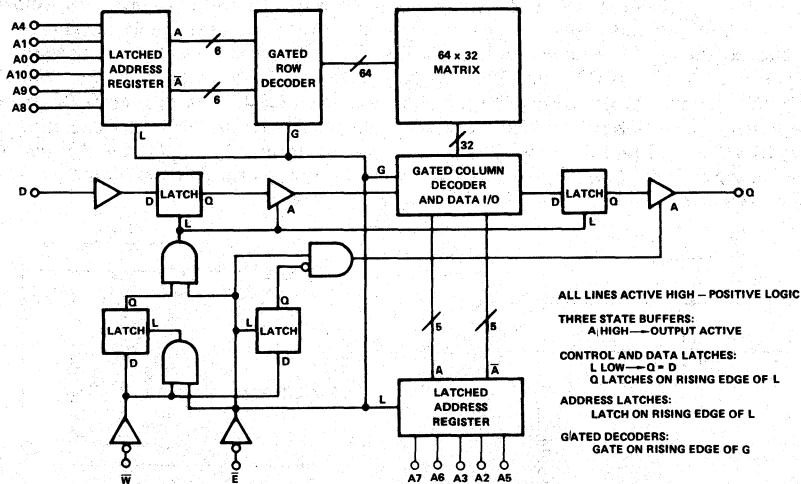 A4
A1
A0
A10
A9
A8
LATCHED
ADDRESS
REGISTER
L
A
6
A̅
6
GATED
ROW
DECODER
G
64
64 x 32
MATRIX
32
D
D
LATCH
Q
L
A
G
GATED COLUMN
DECODER
AND DATA I/O
D
LATCH
Q
L
A
Q
Q
LATCH
L
D
Q
L
LATCH
D
5
5
A
A̅
L
LATCHED
ADDRESS
REGISTER
W̅
E̅
A7
A6
A3
A2
A5
ALL LINES ACTIVE HIGH – POSITIVE LOGIC
THREE STATE BUFFERS:
A HIGH → OUTPUT ACTIVE
CONTROL AND DATA LATCHES:
L LOW → Q = D
Q LATCHES ON RISING EDGE OF L
ADDRESS LATCHES:
LATCH ON RISING EDGE OF L
GATED DECODERS:
GATE ON RISING EDGE OF G